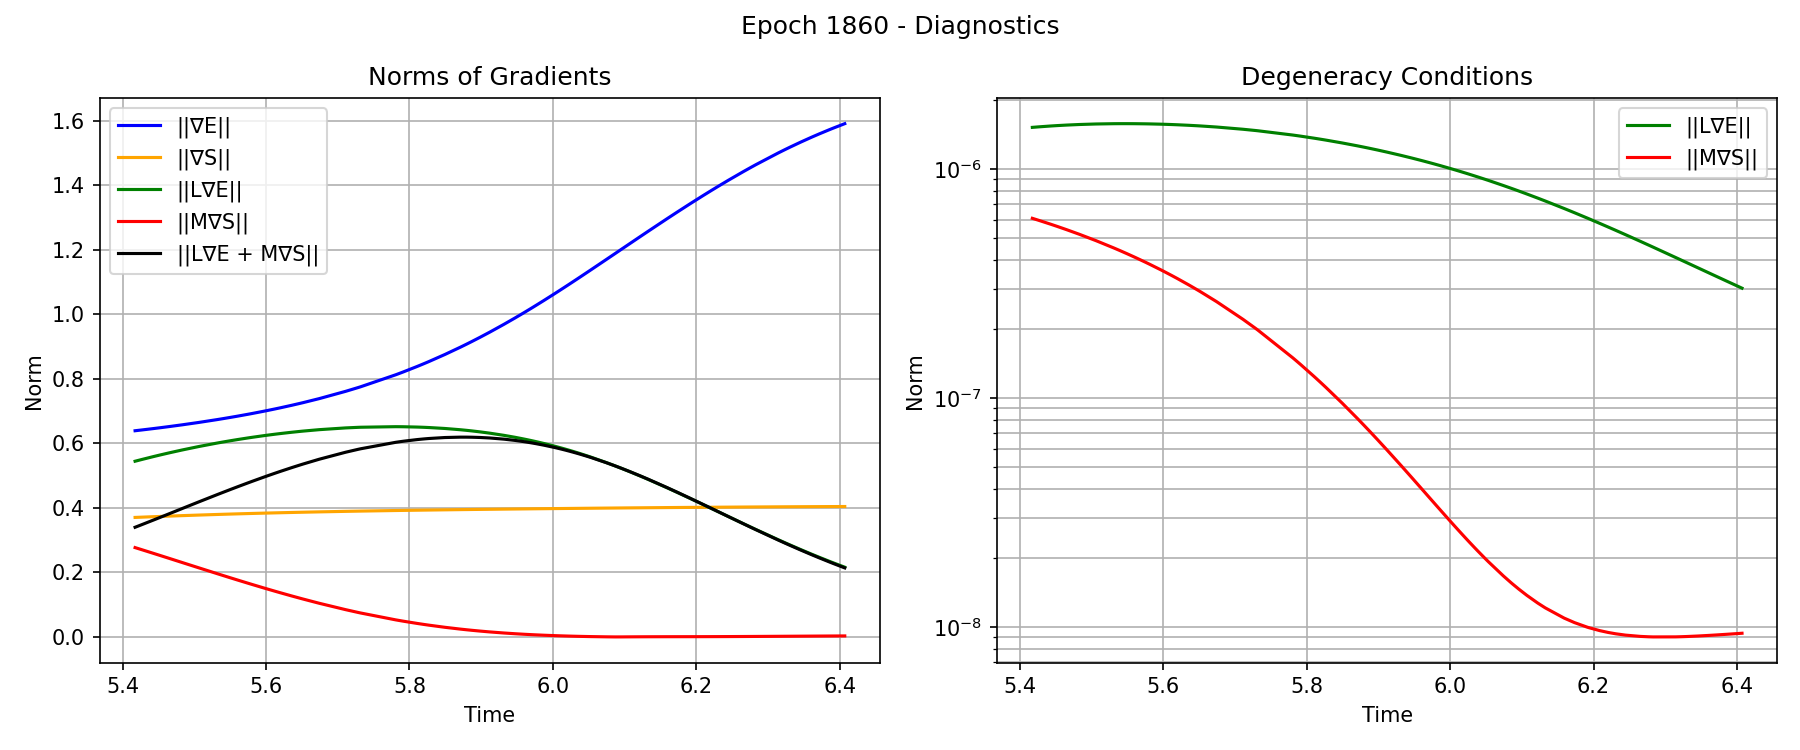 Epoch 1860 - Diagnostics
Norms of Gradients
||∇E||
||∇S||
||L∇E||
||M∇S||
||L∇E + M∇S||
1.6
1.4
1.2
1.0
0.8
0.6
0.4
0.2
0.0
Norm
5.4 5.6 5.8 6.0 6.2 6.4
Time
Degeneracy Conditions
||L∇E||
||M∇S||
10⁻⁶
10⁻⁷
10⁻⁸
Norm
5.4 5.6 5.8 6.0 6.2 6.4
Time